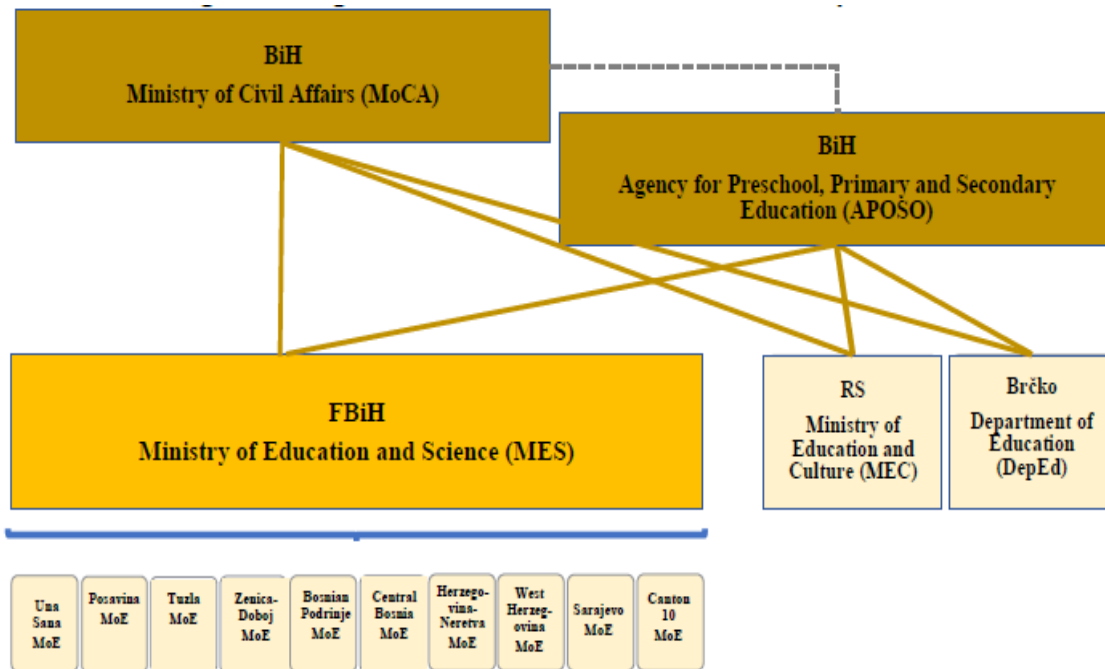 BiH
Ministry of Civil Affairs (MoCA)
BiH
Agency for Preschool, Primary and Secondary
Education (APOSO)
FBiH
Ministry of Education and Science (MES)
RS
Ministry of
Education and
Culture (MEC)
Brčko
Department of
Education
(DepEd)
Una
Sana
MoE
Posavina
MoE
Tuzla
MoE
Zenica-
Doboj
MoE
Bosnian
Podrinje
MoE
Central
Bosnia
MoE
Herzego-
vina-
Neretva
MoE
West
Herzeg-
ovina
MoE
Sarajevo
MoE
Canton
10
MoE